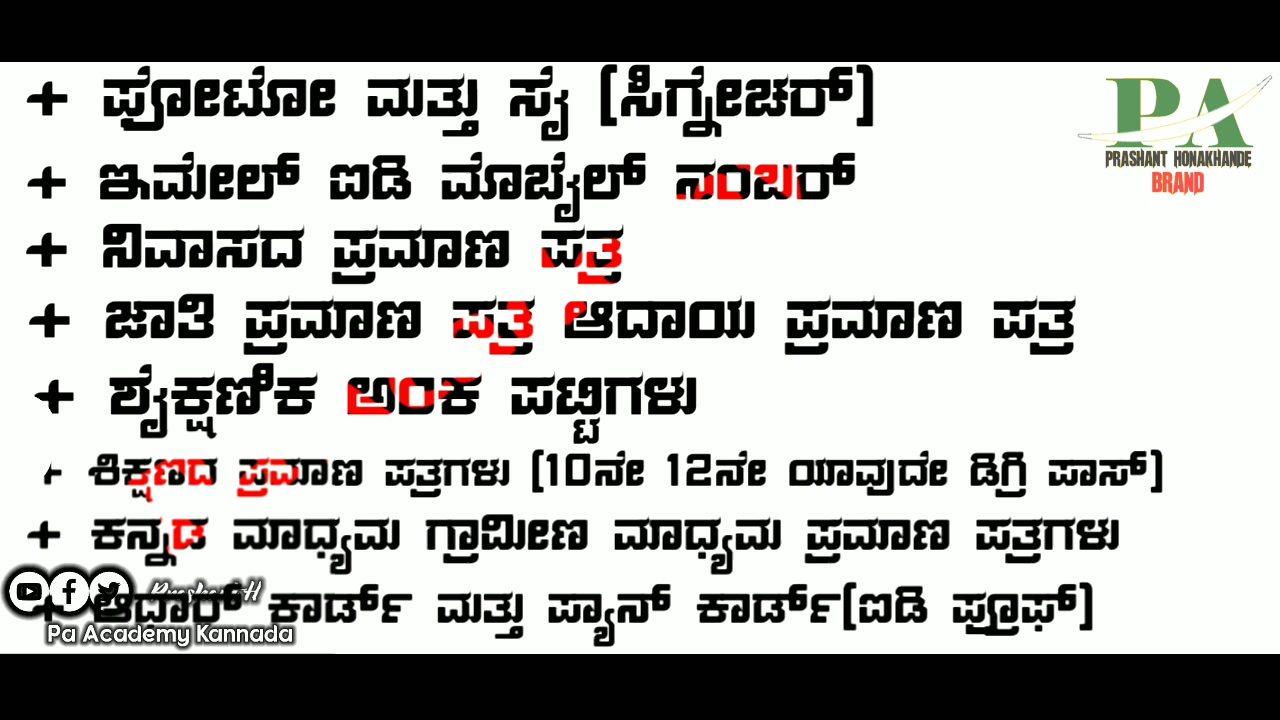 + ಫೋಟೋ ಮತ್ತು ಸೈ [ಸಿಗ್ನೇಚರ್]
PA
PRASHANT HONAKHANDE
BRAND
+ ಇಮೇಲ್ ಐಡಿ ಮೊಬೈಲ್ ನಂಬರ್
+ ನಿವಾಸದ ಪ್ರಮಾಣ ಪತ್ರ
+ ಜಾತಿ ಪ್ರಮಾಣ ಪತ್ರ ಆದಾಯ ಪ್ರಮಾಣ ಪತ್ರ
+ ಶೈಕ್ಷಣಿಕ ಅಂಕ ಪಟ್ಟಿಗಳು
+ ಶಿಕ್ಷಣದ ಪ್ರಮಾಣ ಪತ್ರಗಳು [10ನೇ 12ನೇ ಯಾವುದೇ ಡಿಗ್ರಿ ಪಾಸ್]
+ ಕನ್ನಡ ಮಾಧ್ಯಮ ಗ್ರಾಮೀಣ ಮಾಧ್ಯಮ ಪ್ರಮಾಣ ಪತ್ರಗಳು
Prashant H
+ ಆದಾರ್ ಕಾರ್ಡ್ ಮತ್ತು ಪ್ಯಾನ್ ಕಾರ್ಡ್[ಐಡಿ ಪ್ರೂಫ್]
Pa Academy Kannada